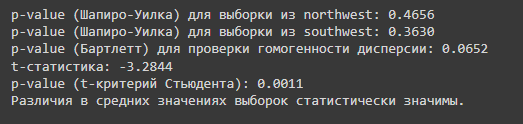 p-value (Шапиро-Уилка) для выборки из northwest: 0.4656
p-value (Шапиро-Уилка) для выборки из southwest: 0.3630
p-value (Бартлетт) для проверки гомогенности дисперсии: 0.0652
t-статистика: -3.2844
p-value (t-критерий Стьюдента): 0.0011
Различия в средних значениях выборок статистически значимы.